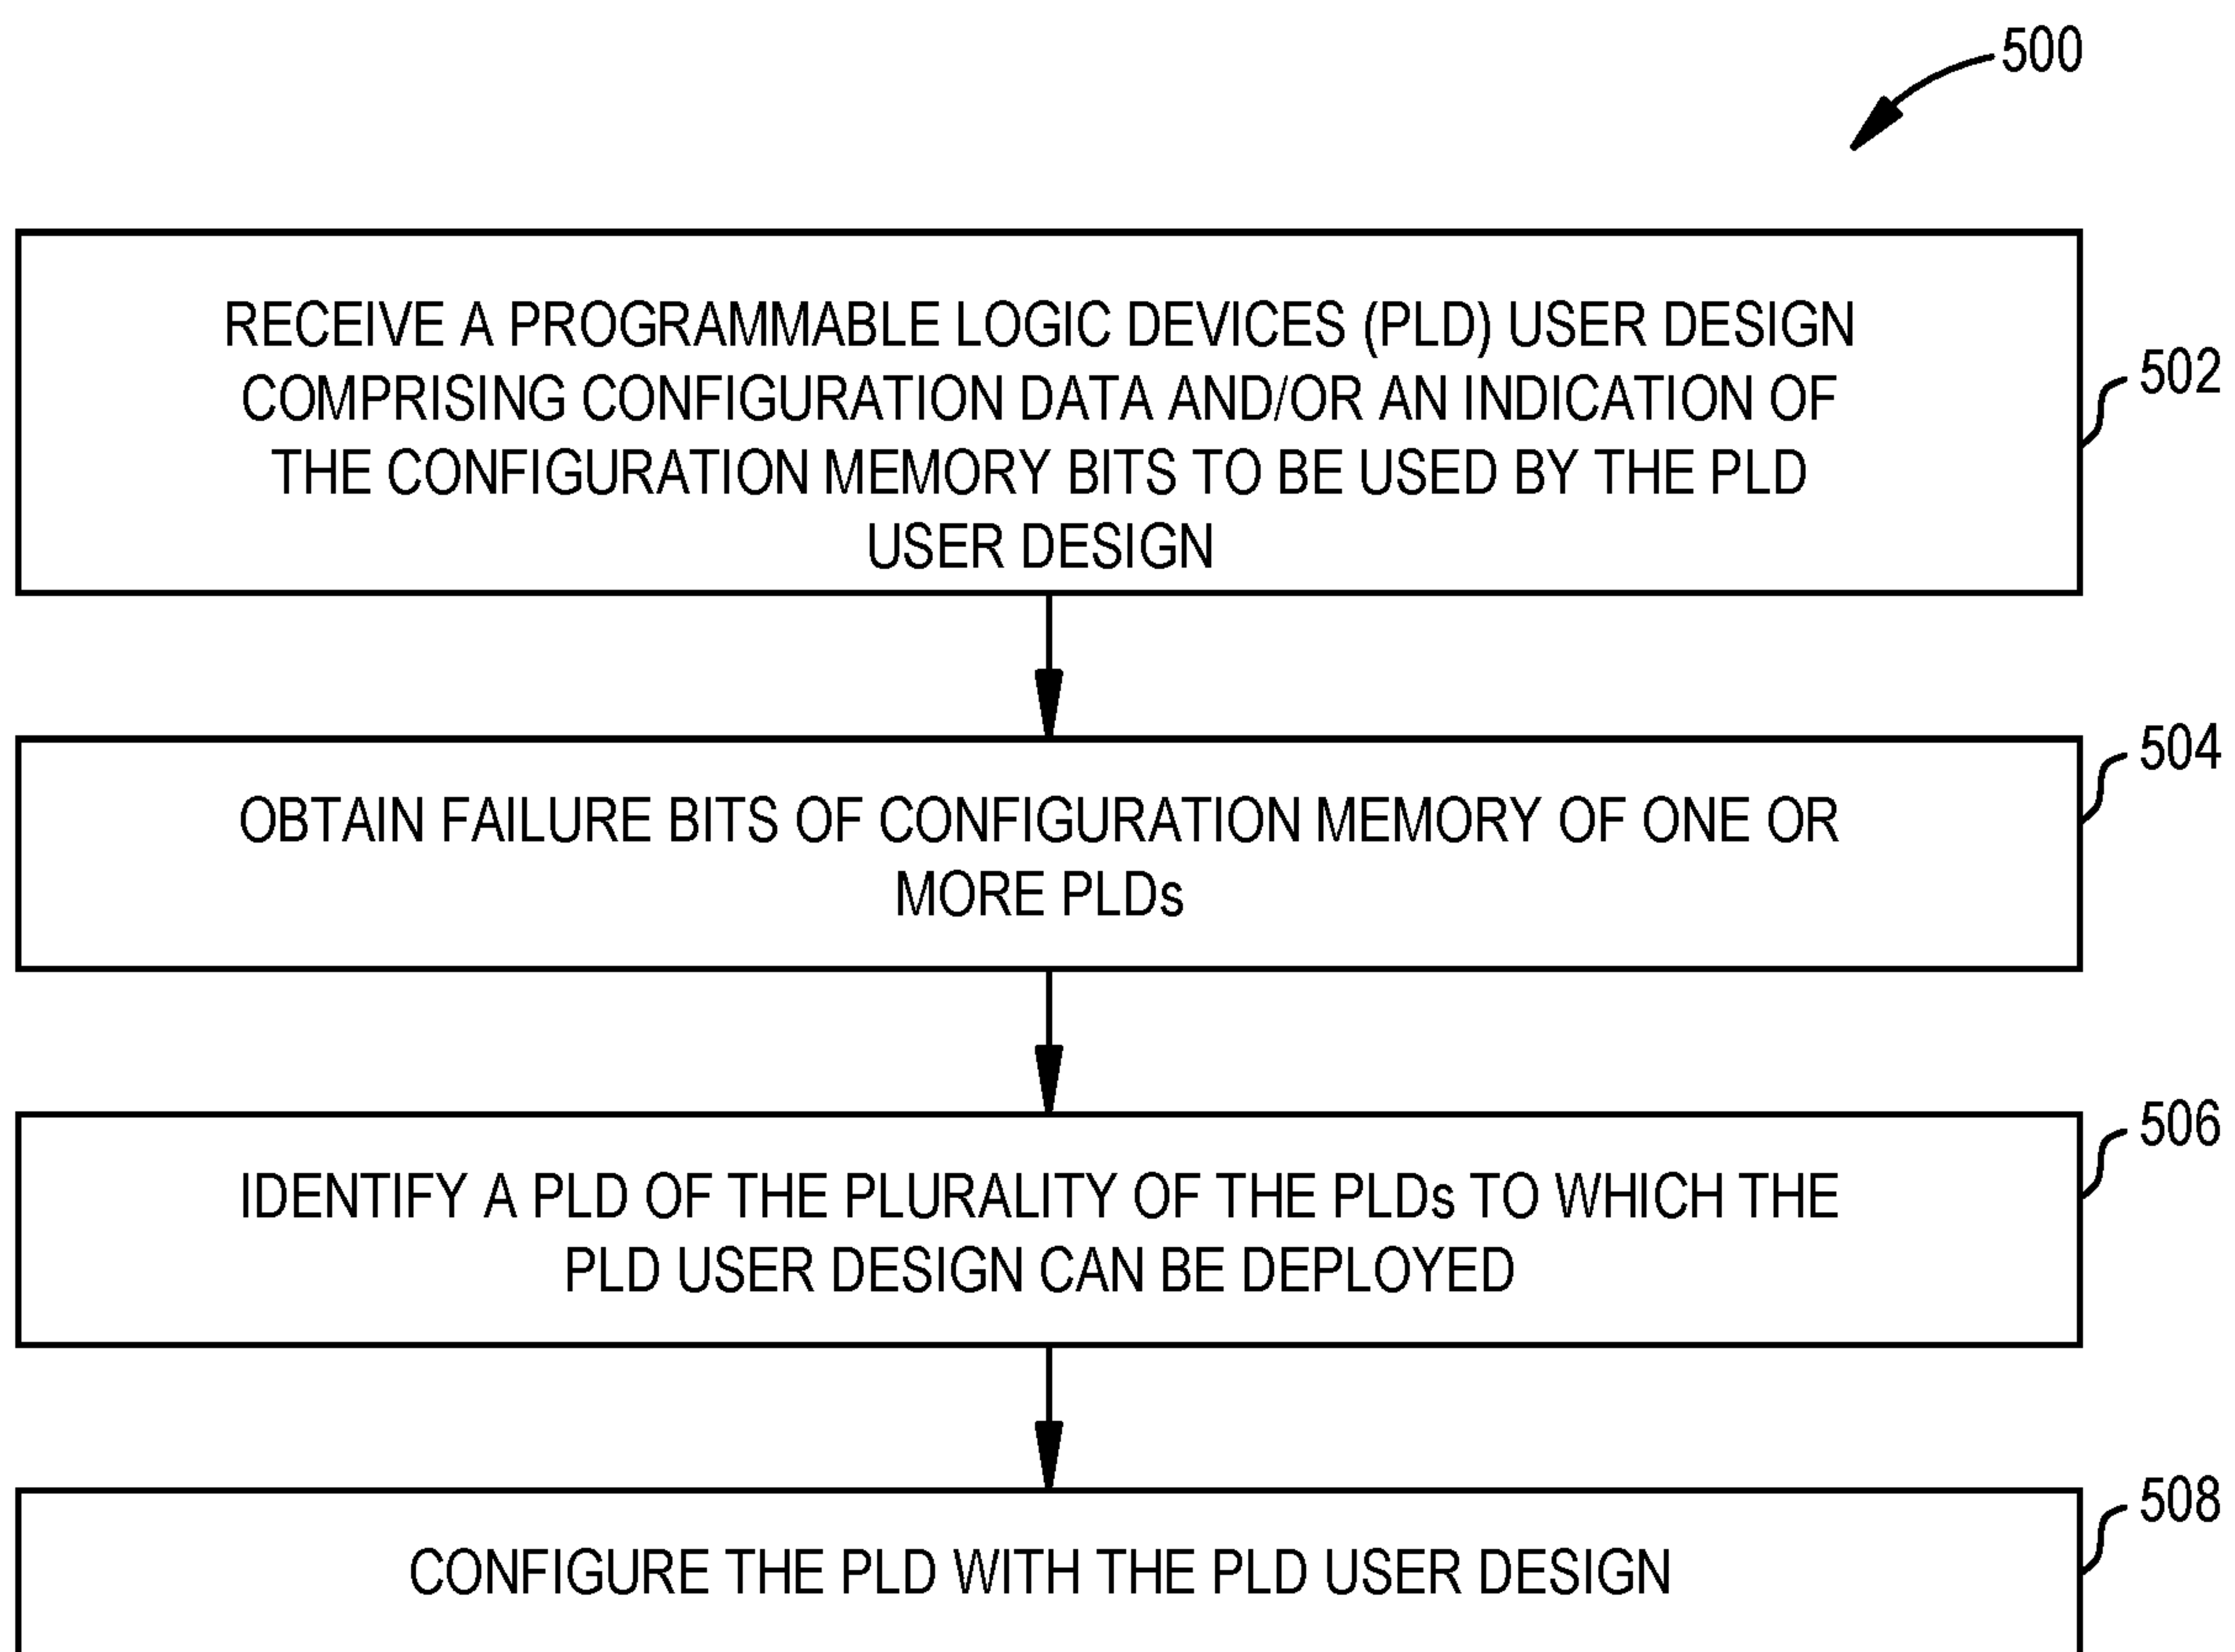 500
RECEIVE A PROGRAMMABLE LOGIC DEVICES (PLD) USER DESIGN
COMPRISING CONFIGURATION DATA AND/OR AN INDICATION OF
THE CONFIGURATION MEMORY BITS TO BE USED BY THE PLD
USER DESIGN
502
OBTAIN FAILURE BITS OF CONFIGURATION MEMORY OF ONE OR
MORE PLDs
504
IDENTIFY A PLD OF THE PLURALITY OF THE PLDs TO WHICH THE
PLD USER DESIGN CAN BE DEPLOYED
506
CONFIGURE THE PLD WITH THE PLD USER DESIGN
508